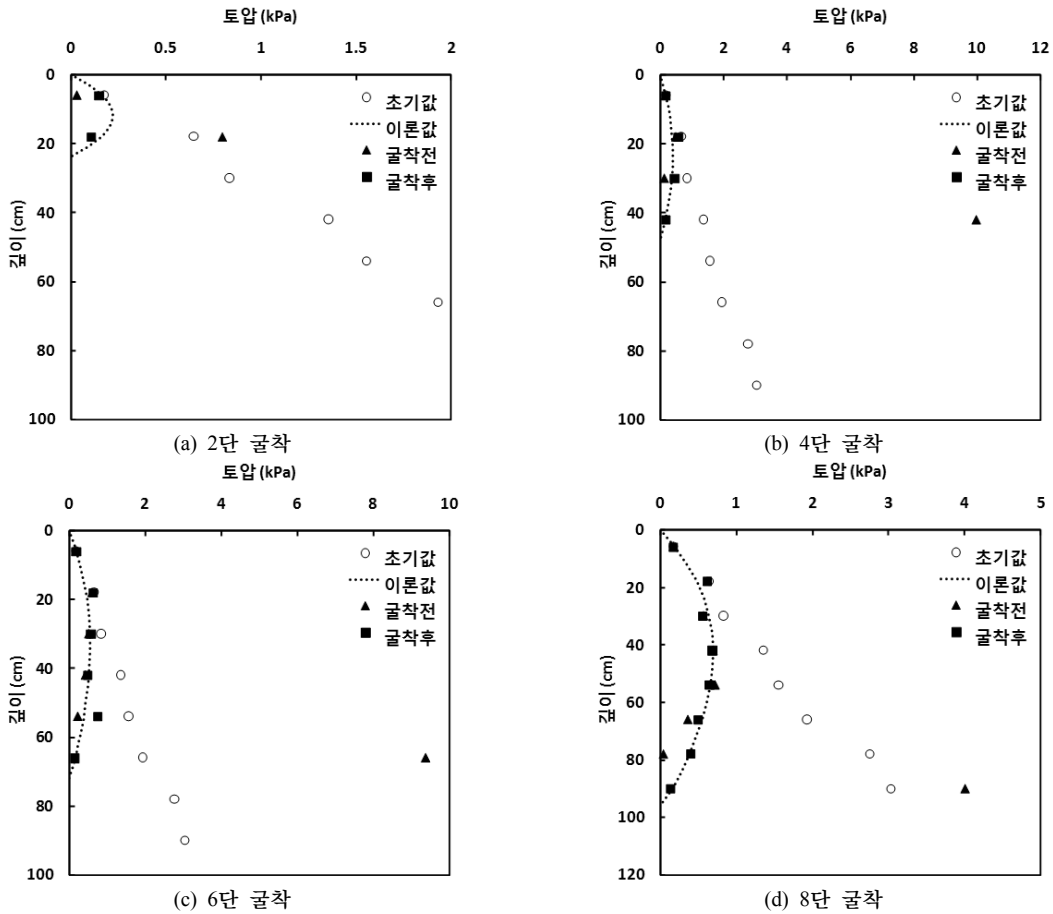 토압 (kPa)
0 0.5 1 1.5 2
0
20
40
60
80
100
깊이 (cm)
초기값
이론값
굴착전
굴착후
(a) 2단 굴착
토압 (kPa)
0 2 4 6 8 10 12
0
20
40
60
80
100
깊이 (cm)
초기값
이론값
굴착전
굴착후
(b) 4단 굴착
토압 (kPa)
0 2 4 6 8 10
0
20
40
60
80
100
깊이 (cm)
초기값
이론값
굴착전
굴착후
(c) 6단 굴착
토압 (kPa)
0 1 2 3 4 5
0
20
40
60
80
100
120
깊이 (cm)
초기값
이론값
굴착전
굴착후
(d) 8단 굴착